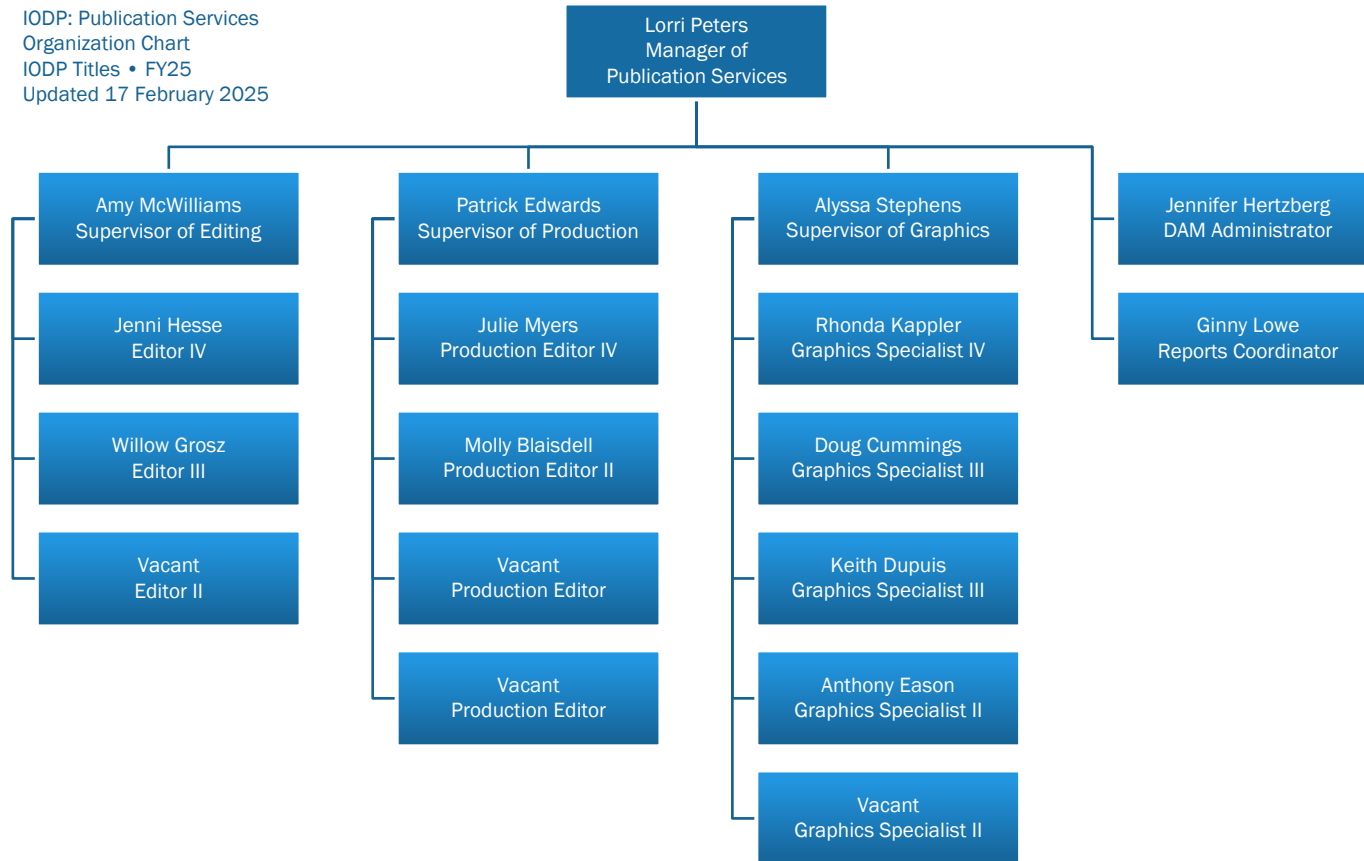 IODP: Publication Services
Organization Chart
IODP Titles • FY25
Updated 17 February 2025
Lorri Peters
Manager of
Publication Services
Amy McWilliams
Supervisor of Editing
Jenni Hesse
Editor IV
Willow Grosz
Editor III
Vacant
Editor II
Patrick Edwards
Supervisor of Production
Julie Myers
Production Editor IV
Molly Blaisdell
Production Editor II
Vacant
Production Editor
Vacant
Production Editor
Alyssa Stephens
Supervisor of Graphics
Rhonda Kappler
Graphics Specialist IV
Doug Cummings
Graphics Specialist III
Keith Dupuis
Graphics Specialist III
Anthony Eason
Graphics Specialist II
Vacant
Graphics Specialist II
Jennifer Hertzberg
DAM Administrator
Ginny Lowe
Reports Coordinator